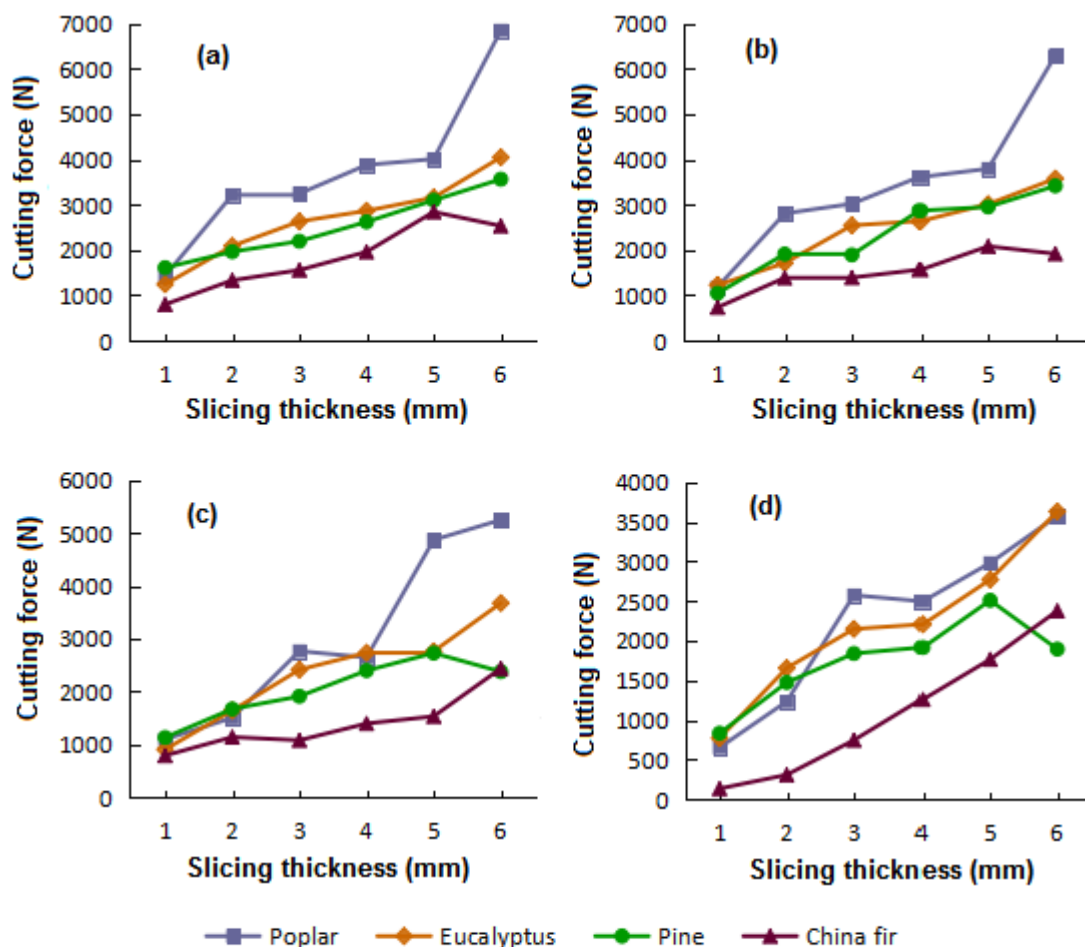 (a)
Cutting force (N)
7000
6000
5000
4000
3000
2000
1000
0
1 2 3 4 5 6
Slicing thickness (mm)
(b)
Cutting force (N)
7000
6000
5000
4000
3000
2000
1000
0
1 2 3 4 5 6
Slicing thickness (mm)
(c)
Cutting force (N)
6000
5000
4000
3000
2000
1000
0
1 2 3 4 5 6
Slicing thickness (mm)
(d)
Cutting force (N)
4000
3500
3000
2500
2000
1500
1000
500
0
1 2 3 4 5 6
Slicing thickness (mm)
Poplar Eucalyptus Pine China fir